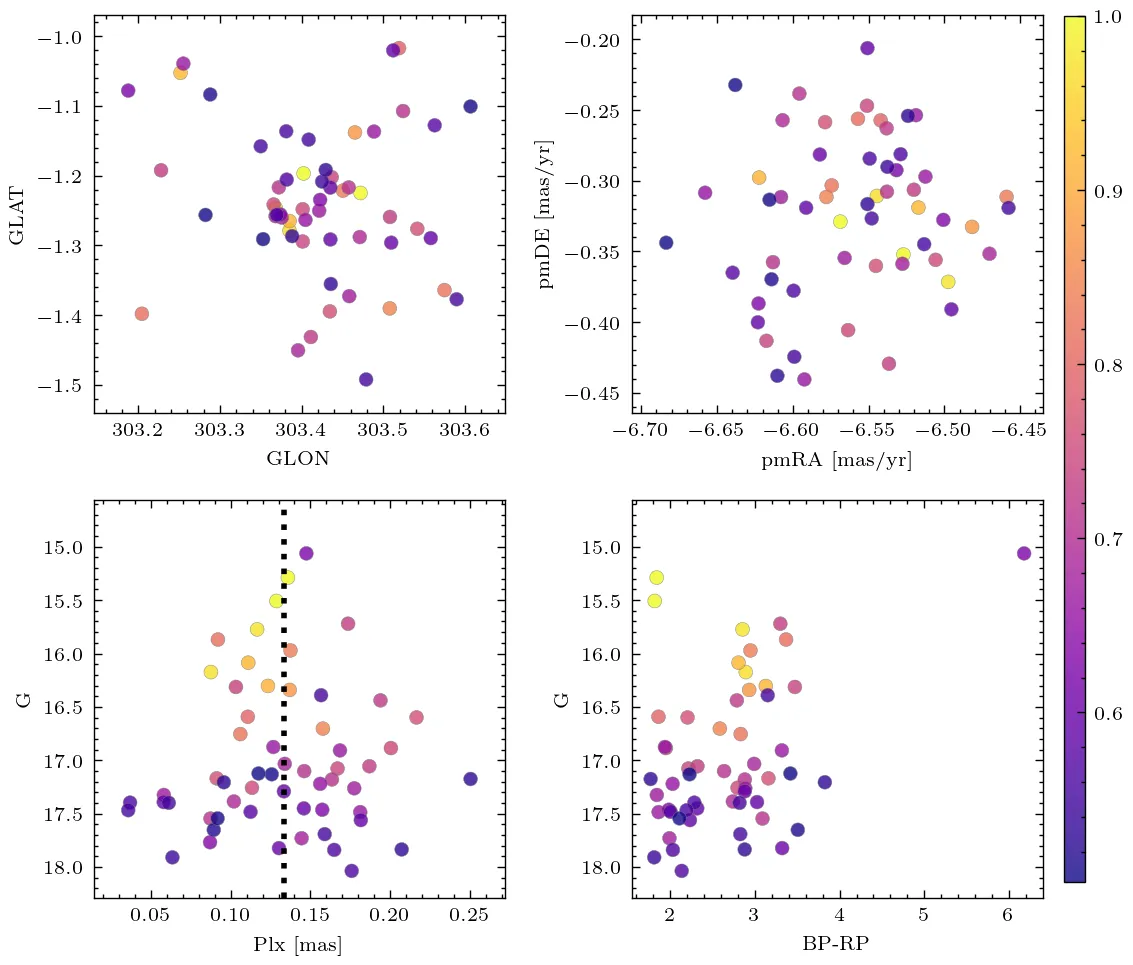 −1.0
−1.1
−1.2
−1.3
−1.4
−1.5
GLAT
303.2 303.3 303.4 303.5 303.6
GLON
−0.20
−0.25
−0.30
−0.35
−0.40
−0.45
pmDE [mas/yr]
−6.70 −6.65 −6.60 −6.55 −6.50 −6.45
pmRA [mas/yr]
15.0
15.5
16.0
16.5
17.0
17.5
18.0
G
0.05 0.10 0.15 0.20 0.25
Plx [mas]
15.0
15.5
16.0
16.5
17.0
17.5
18.0
G
2 3 4 5 6
BP-RP
1.0
0.9
0.8
0.7
0.6